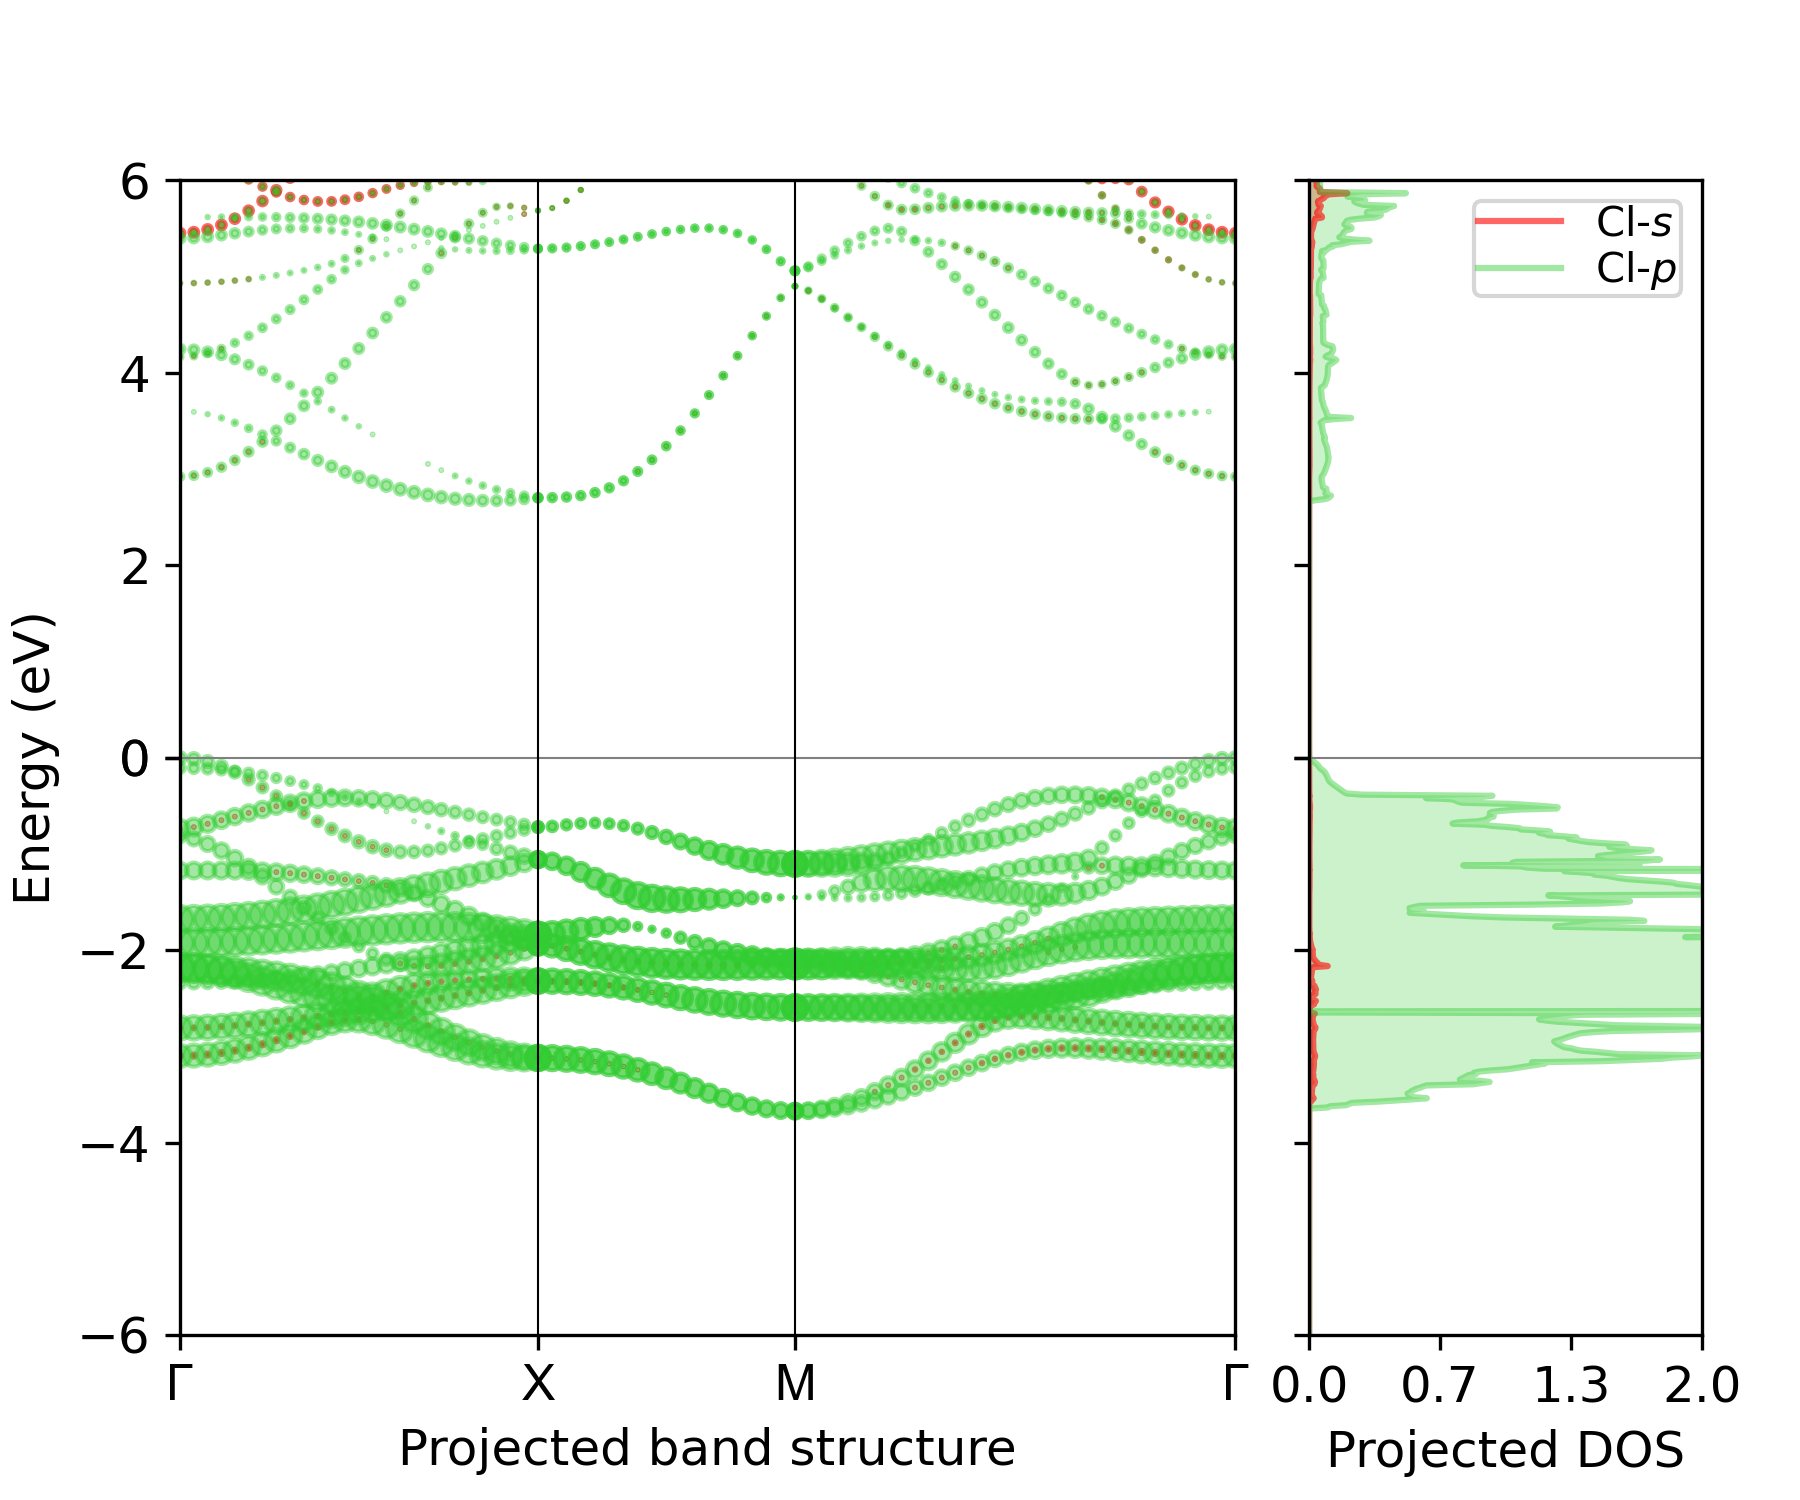 Energy (eV)
6
4
2
0
−2
−4
−6
Γ X M Γ
Projected band structure
Cl-s
Cl-p
0.0 0.7 1.3 2.0
Projected DOS